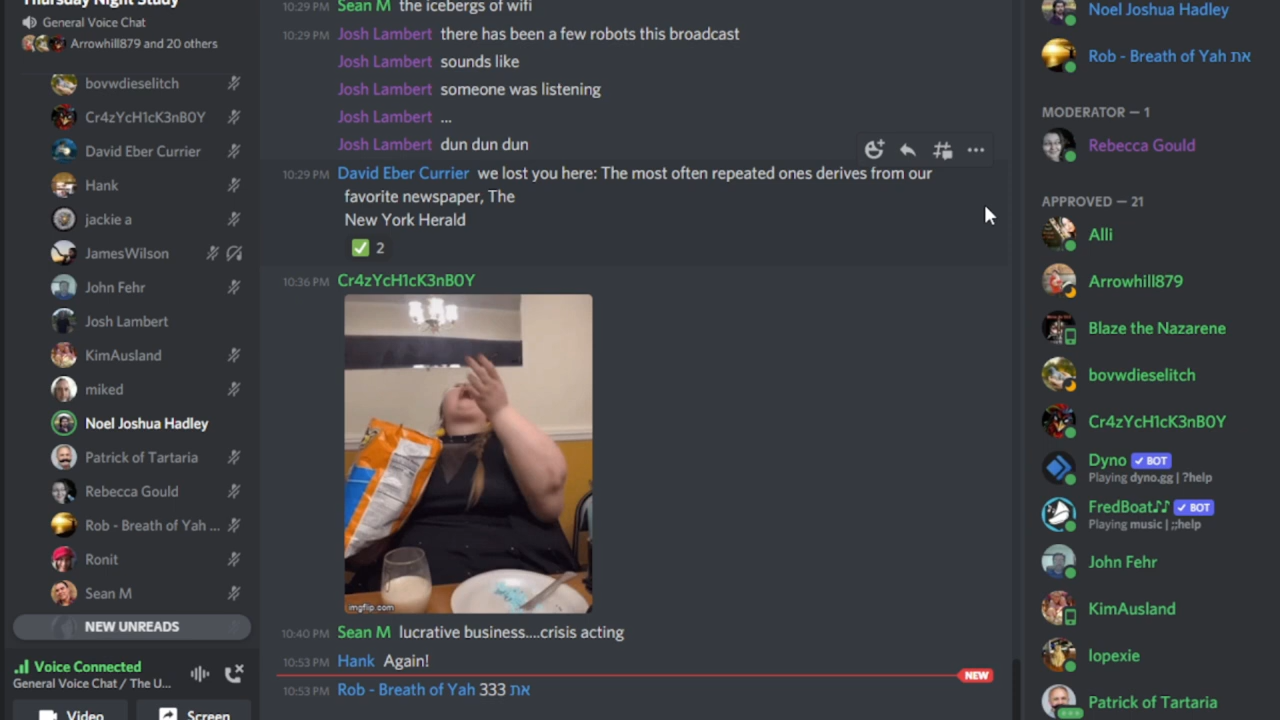 Thursday Night Study
General Voice Chat
Arrowhill879 and 20 others
bovwdieselitch
Cr4zYcH1cK3nB0Y
David Eber Currier
Hank
jackie a
JamesWilson
John Fehr
Josh Lambert
KimAusland
miked
Noel Joshua Hadley
Patrick of Tartaria
Rebecca Gould
Rob - Breath of Yah ...
Ronit
Sean M
NEW UNREADS
Voice Connected
General Voice Chat / The U...
Video
Screen
10:29 PM Sean M the icebergs of wifi
10:29 PM Josh Lambert there has been a few robots this broadcast
Josh Lambert sounds like
Josh Lambert someone was listening
Josh Lambert ...
Josh Lambert dun dun dun
10:29 PM David Eber Currier we lost you here: The most often repeated ones derives from our
favorite newspaper, The
New York Herald
2
10:36 PM Cr4zYcH1cK3nB0Y
imgflip.com
10:40 PM Sean M lucrative business....crisis acting
10:53 PM Hank Again!
NEW
10:53 PM Rob - Breath of Yah 333 את
Noel Joshua Hadley
Rob - Breath of Yah את
MODERATOR — 1
Rebecca Gould
APPROVED — 21
Alli
Arrowhill879
Blaze the Nazarene
bovwdieselitch
Cr4zYcH1cK3nB0Y
Dyno ✓ BOT
Playing dyno.gg | ?help
FredBoat♪♪ ✓ BOT
Playing music | ;;help
John Fehr
KimAusland
lopexie
Patrick of Tartaria